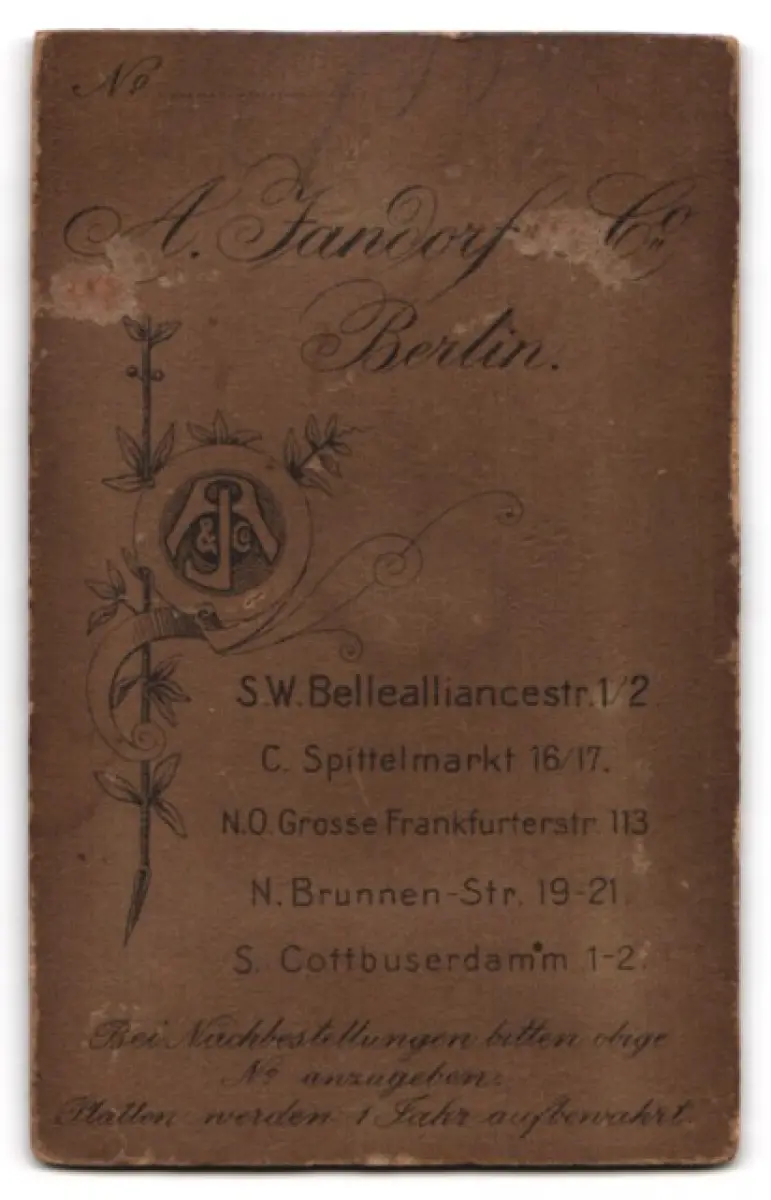 Nº
A. Jandorf & Co.
Berlin.
A J & Co
S.W. Bellealliancestr. 1/2
C. Spittelmarkt 16/17.
N.O. Grosse Frankfurterstr. 113
N. Brunnen-Str. 19-21.
S. Cottbuserdamm 1-2.
Bei Nachbestellungen bitten obige
Nº anzugeben.
Platten werden 1 Jahr aufbewahrt.